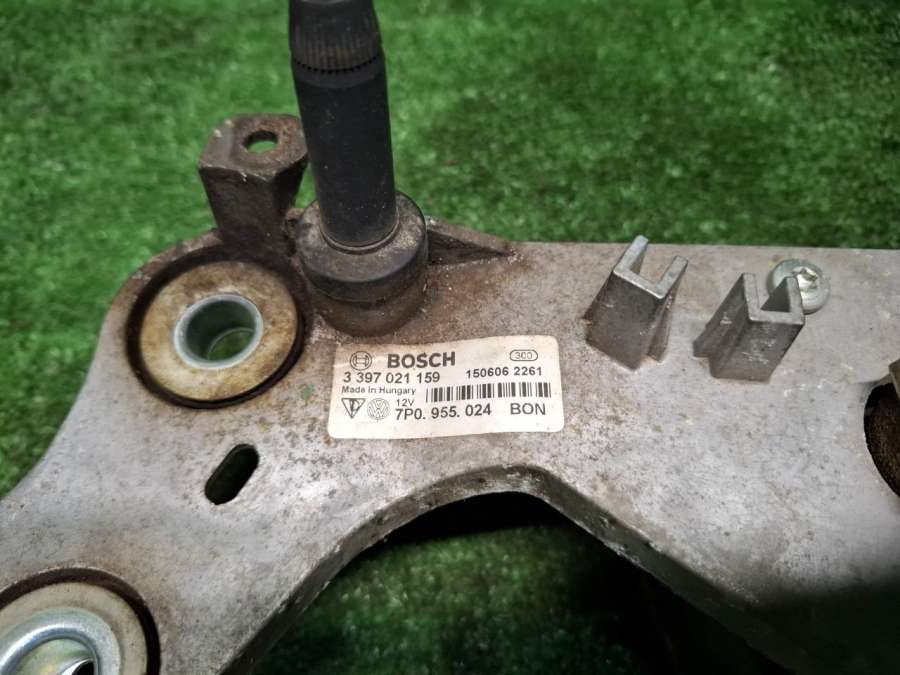 BOSCH 300
3 397 021 159 150606 2261
Made in Hungary
12V
7P0. 955. 024 BON